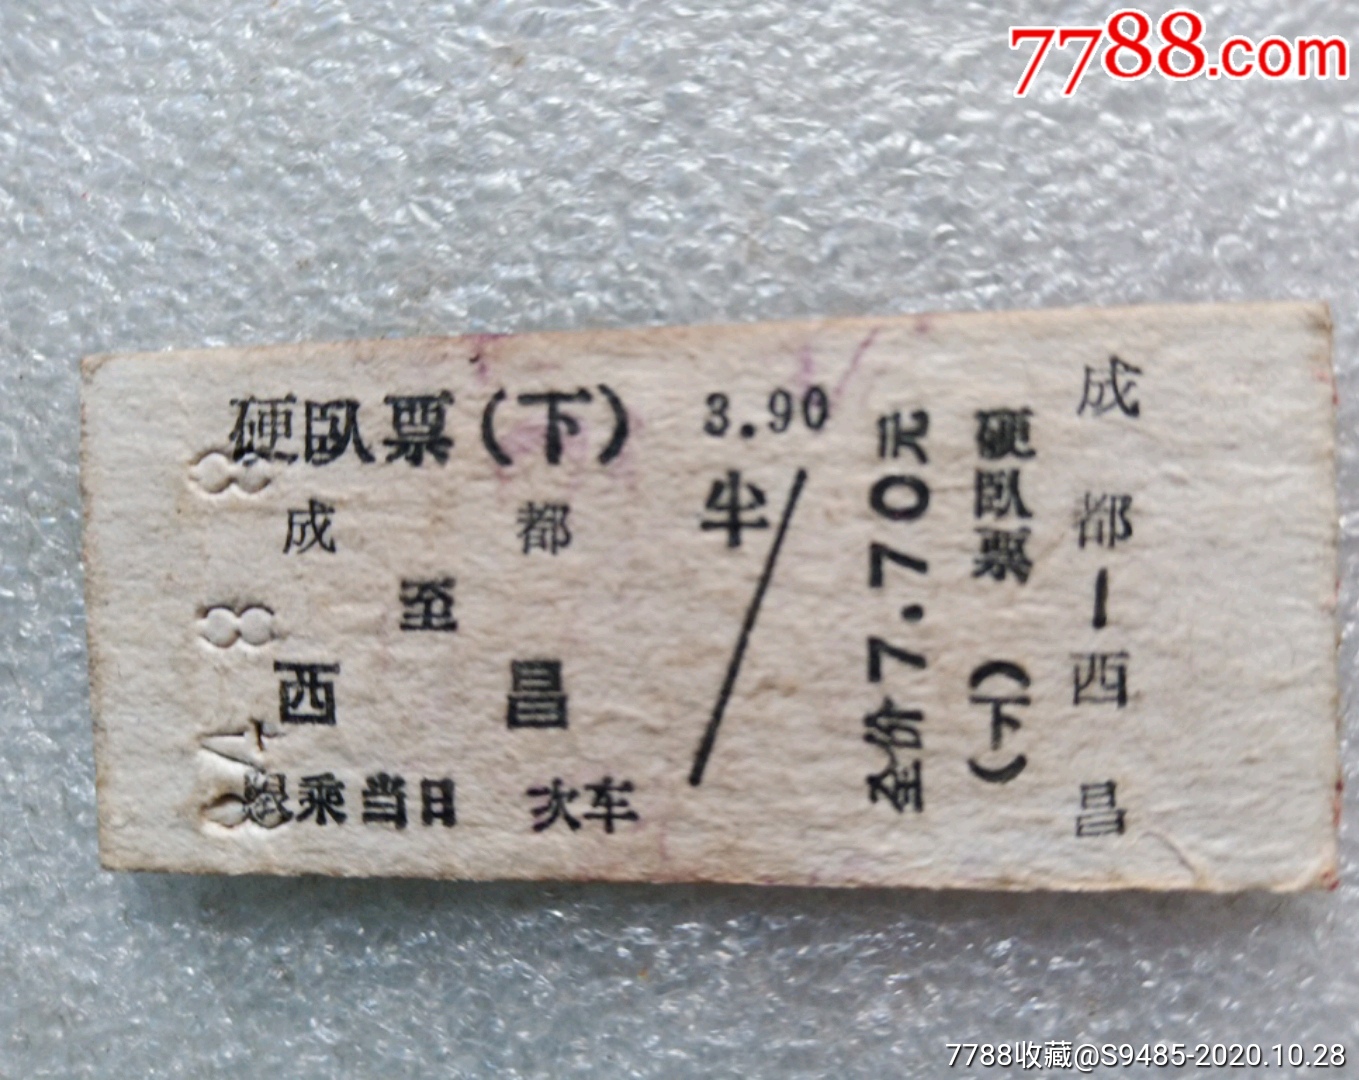 7788.com
硬卧票(下)
成都
至
西昌
限乘当日 次车
3.90
半
全价7.70元
硬卧票(下)
成都—西昌
7788收藏@S9485-2020.10.28